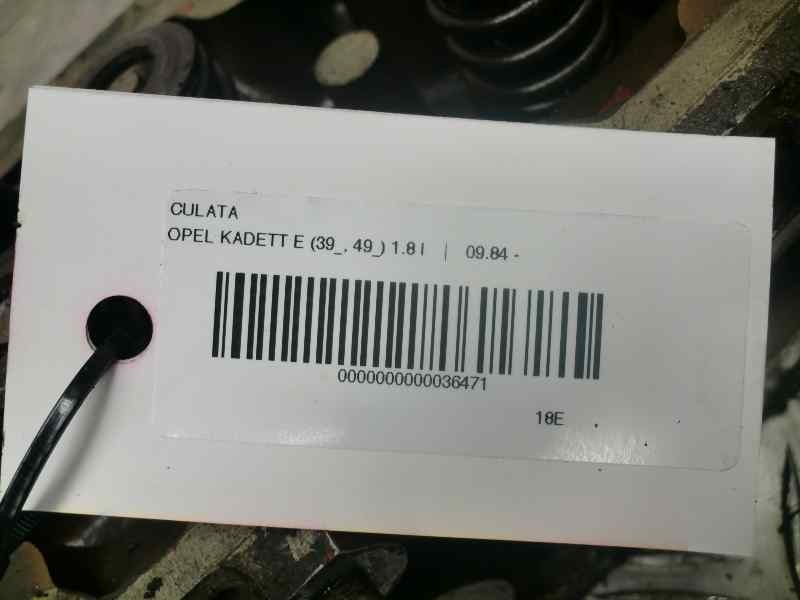 CULATA
OPEL KADETT E (39_, 49_) 1.8 i | 09.84 -
0000000000036471
18E